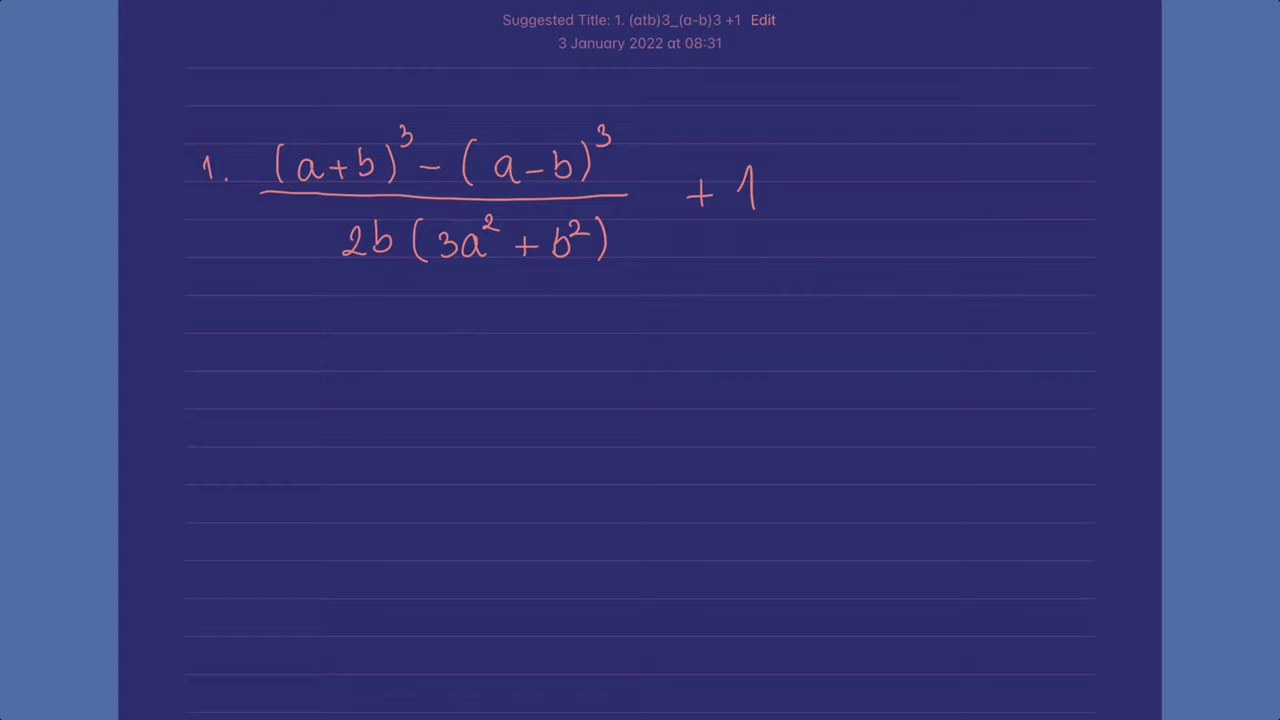 Suggested Title: 1. (atb)3_(a-b)3 +1 Edit
3 January 2022 at 08:31
1. (a+b)³ - (a-b)³ + 1
2b (3a² + b²)